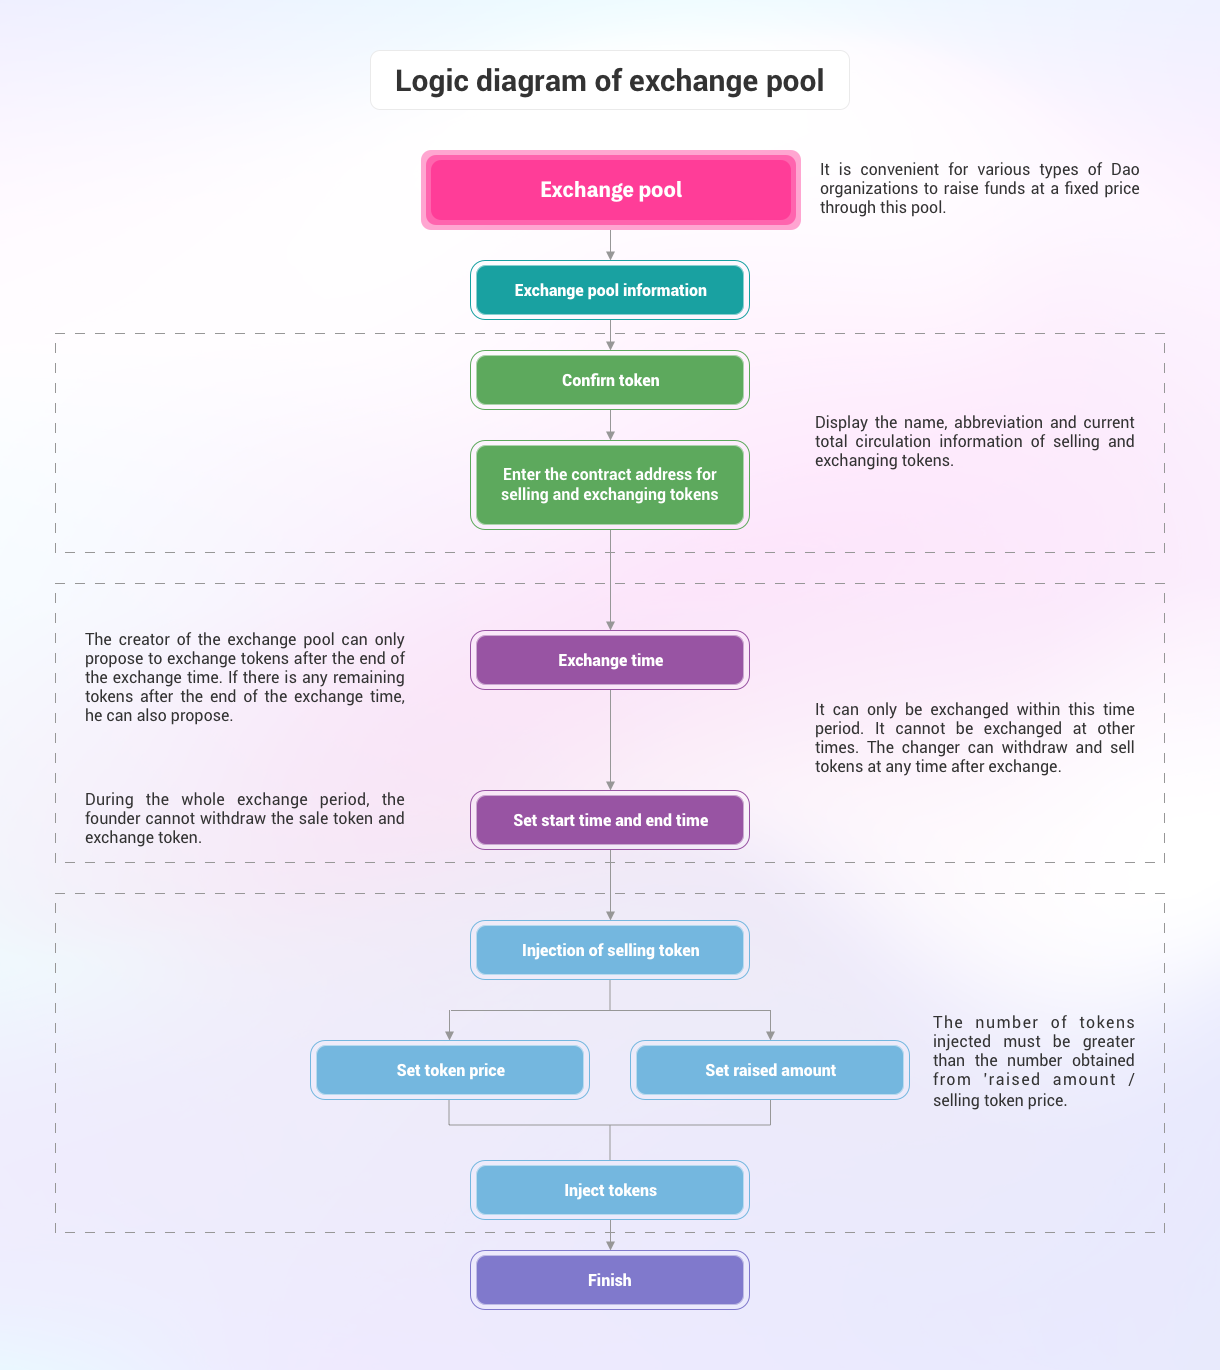 Logic diagram of exchange pool
Exchange pool
It is convenient for various types of Dao
organizations to raise funds at a fixed price
through this pool.
Exchange pool information
Confirn token
Enter the contract address for
selling and exchanging tokens
Display the name, abbreviation and current
total circulation information of selling and
exchanging tokens.
The creator of the exchange pool can only
propose to exchange tokens after the end of
the exchange time. If there is any remaining
tokens after the end of the exchange time,
he can also propose.
Exchange time
It can only be exchanged within this time
period. It cannot be exchanged at other
times. The changer can withdraw and sell
tokens at any time after exchange.
During the whole exchange period, the
founder cannot withdraw the sale token and
exchange token.
Set start time and end time
Injection of selling token
Set token price
Set raised amount
The number of tokens
injected must be greater
than the number obtained
from 'raised amount /
selling token price.
Inject tokens
Finish